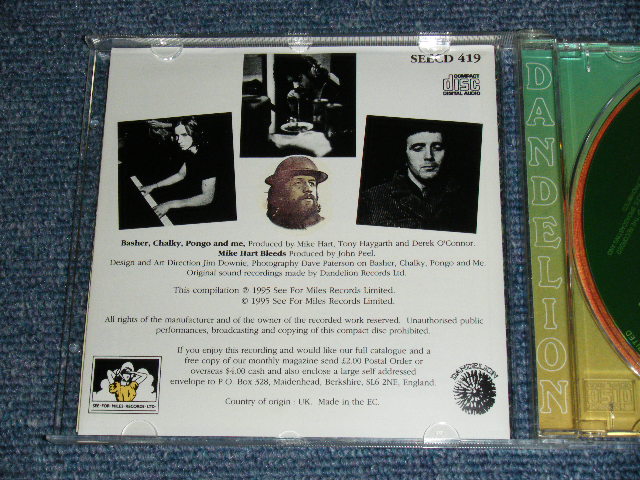 SEECD 419
COMPACT
disc
DIGITAL AUDIO
Basher, Chalky, Pongo and me, Produced by Mike Hart, Tony Haygarth and Derek O'Connor.
Mike Hart Bleeds Produced by John Peel.
Design and Art Direction Jim Downie, Photography Dave Paterson on Basher, Chalky, Pongo and Me.
Original sound recordings made by Dandelion Records Ltd.
This compilation ℗ 1995 See For Miles Records Limited.
© 1995 See For Miles Records Limited.
All rights of the manufacturer and of the owner of the recorded work reserved. Unauthorised public
performances, broadcasting and copying of this compact disc prohibited.
If you enjoy this recording and would like our full catalogue and a
free copy of our monthly magazine send £2.00 Postal Order or
overseas $4.00 cash and also enclose a large self addressed
envelope to P.O. Box 328, Maidenhead, Berkshire, SL6 2NE, England.
Country of origin : UK. Made in the EC.
SEE·FOR MILES RECORDS·LTD·
DANDELION
DANDELION